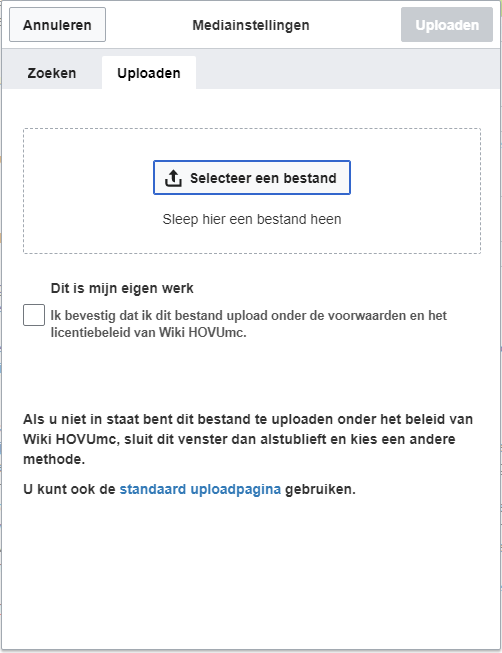 Annuleren
Mediainstellingen
Uploaden
Zoeken
Uploaden
Selecteer een bestand
Sleep hier een bestand heen
Dit is mijn eigen werk
Ik bevestig dat ik dit bestand upload onder de voorwaarden en het
licentiebeleid van Wiki HOVUmc.
Als u niet in staat bent dit bestand te uploaden onder het beleid van
Wiki HOVUmc, sluit dit venster dan alstublieft en kies een andere
methode.
U kunt ook de standaard uploadpagina gebruiken.